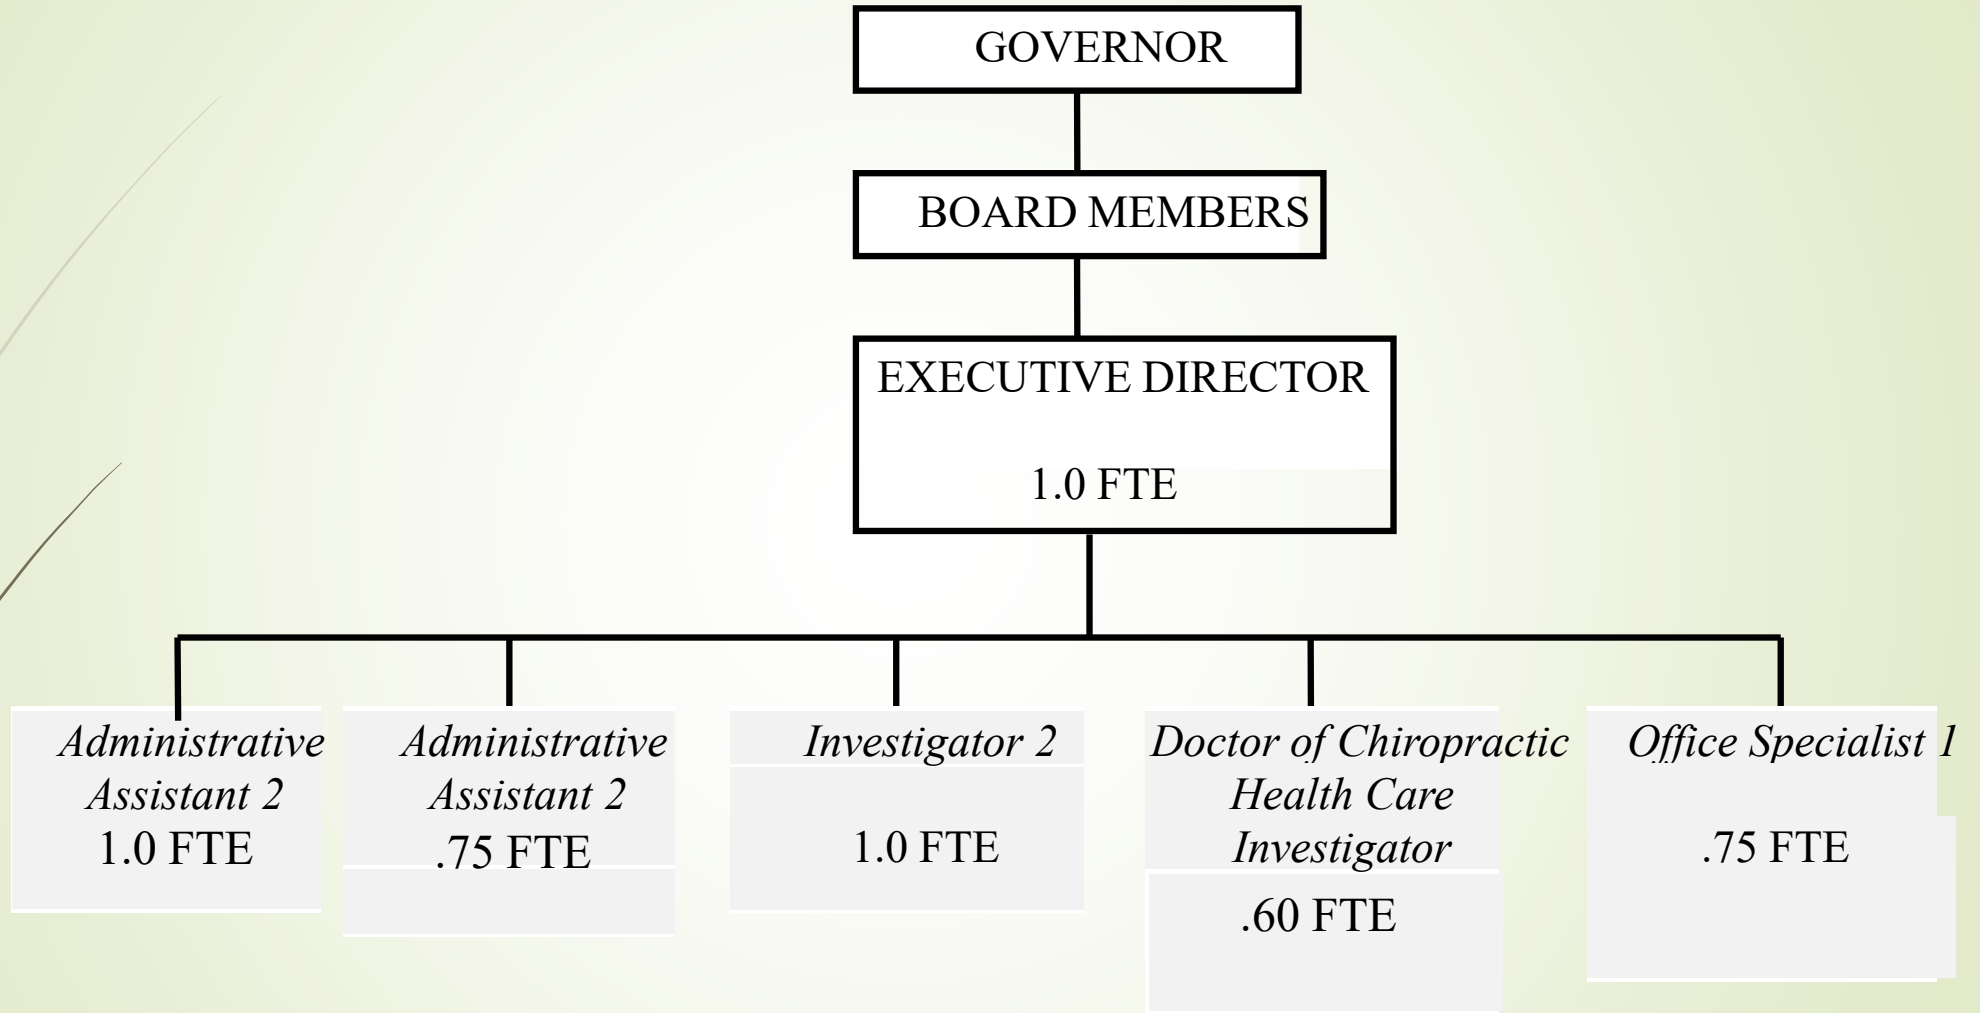 GOVERNOR
BOARD MEMBERS
EXECUTIVE DIRECTOR
1.0 FTE
Administrative
Assistant 2
1.0 FTE
Administrative
Assistant 2
.75 FTE
Investigator 2
1.0 FTE
Doctor of Chiropractic
Health Care
Investigator
.60 FTE
Office Specialist 1
.75 FTE